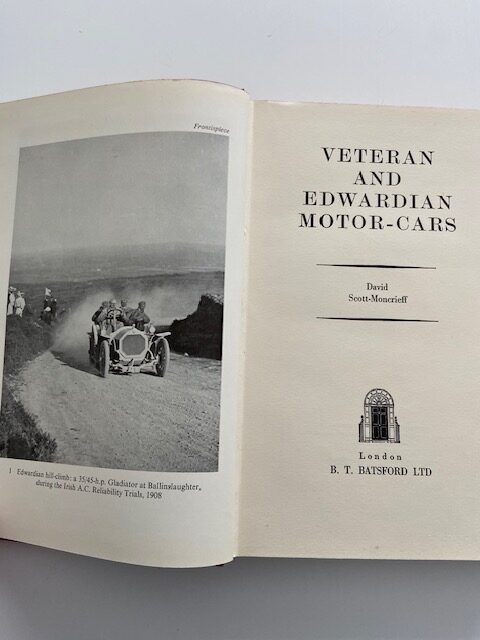 Frontispiece
1 Edwardian hill-climb: a 35/45-h.p. Gladiator at Ballinslaughter,
during the Irish A.C. Reliability Trials, 1908
VETERAN
AND
EDWARDIAN
MOTOR-CARS
David
Scott-Moncrieff
London
B. T. BATSFORD LTD